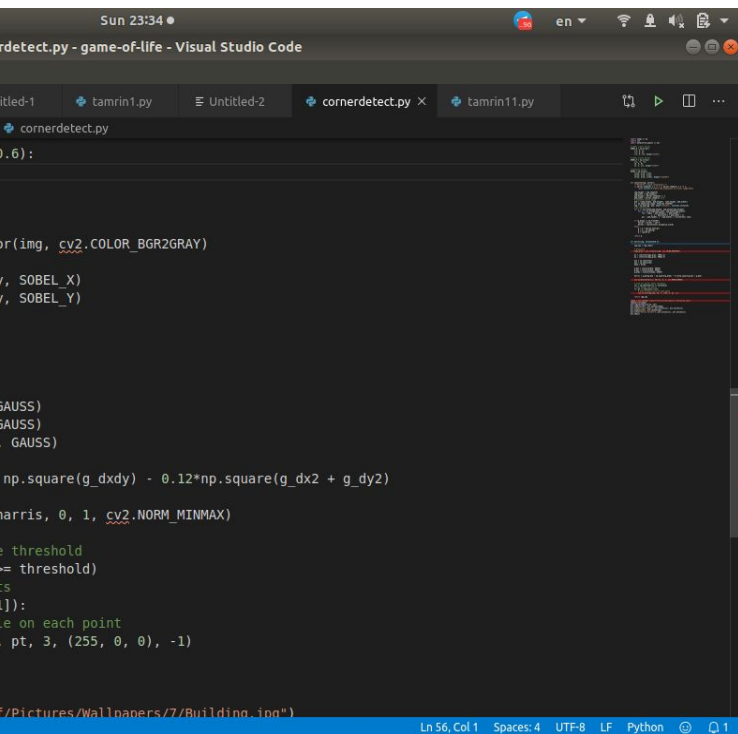 Sun 23:34
en
rdetect.py - game-of-life - Visual Studio Code
itled-1
tamrin1.py
Untitled-2
cornerdetect.py
tamrin11.py
cornerdetect.py
0.6):
or(img, cv2.COLOR_BGR2GRAY)
y, SOBEL_X)
y, SOBEL_Y)
GAUSS)
GAUSS)
, GAUSS)
np.square(g_dxdy) - 0.12*np.square(g_dx2 + g_dy2)
harris, 0, 1, cv2.NORM_MINMAX)
e threshold
>= threshold)
ts
1]):
le on each point
, pt, 3, (255, 0, 0), -1)
f/Pictures/Wallpapers/7/Building.jpg")
Ln 56, Col 1 Spaces: 4 UTF-8 LF Python 1